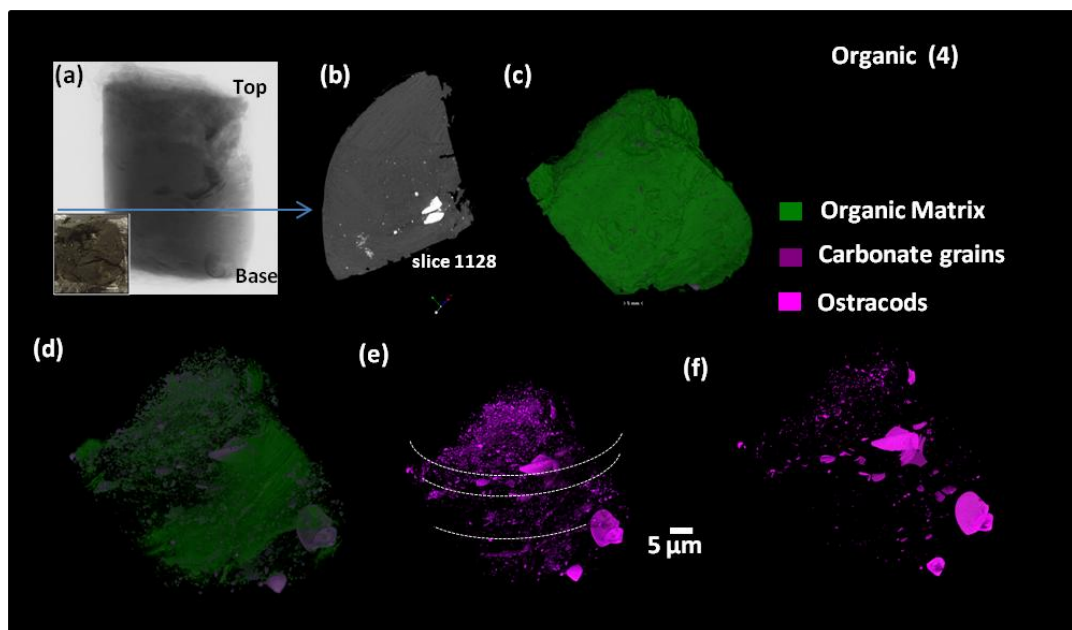 Organic (4)
(a)
Top
Base
(b)
slice 1128
(c)
Organic Matrix
Carbonate grains
Ostracods
(d)
(e)
5 µm
(f)